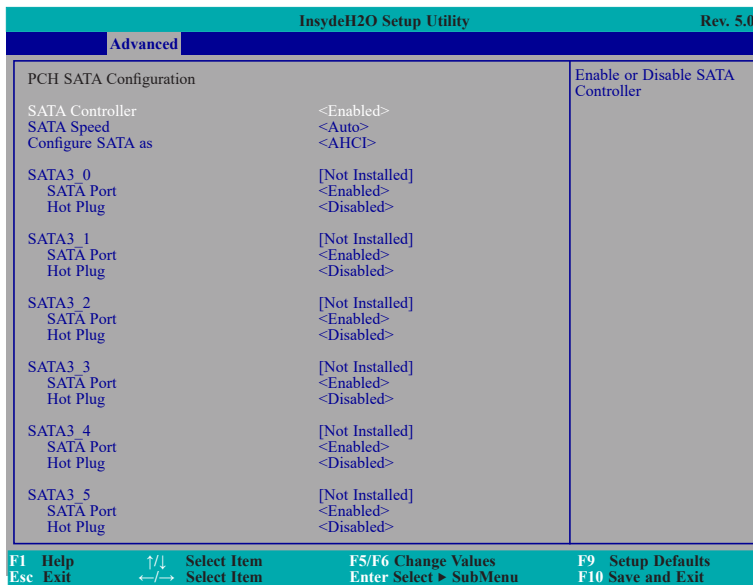 InsydeH2O Setup Utility Rev. 5.0
Advanced
PCH SATA Configuration
SATA Controller <Enabled>
SATA Speed <Auto>
Configure SATA as <AHCI>
SATA3_0 [Not Installed]
SATA Port <Enabled>
Hot Plug <Disabled>
SATA3_1 [Not Installed]
SATA Port <Enabled>
Hot Plug <Disabled>
SATA3_2 [Not Installed]
SATA Port <Enabled>
Hot Plug <Disabled>
SATA3_3 [Not Installed]
SATA Port <Enabled>
Hot Plug <Disabled>
SATA3_4 [Not Installed]
SATA Port <Enabled>
Hot Plug <Disabled>
SATA3_5 [Not Installed]
SATA Port <Enabled>
Hot Plug <Disabled>
Enable or Disable SATA
Controller
F1 Help ↑/↓ Select Item F5/F6 Change Values F9 Setup Defaults
Esc Exit ←/→ Select Item Enter Select ▶ SubMenu F10 Save and Exit